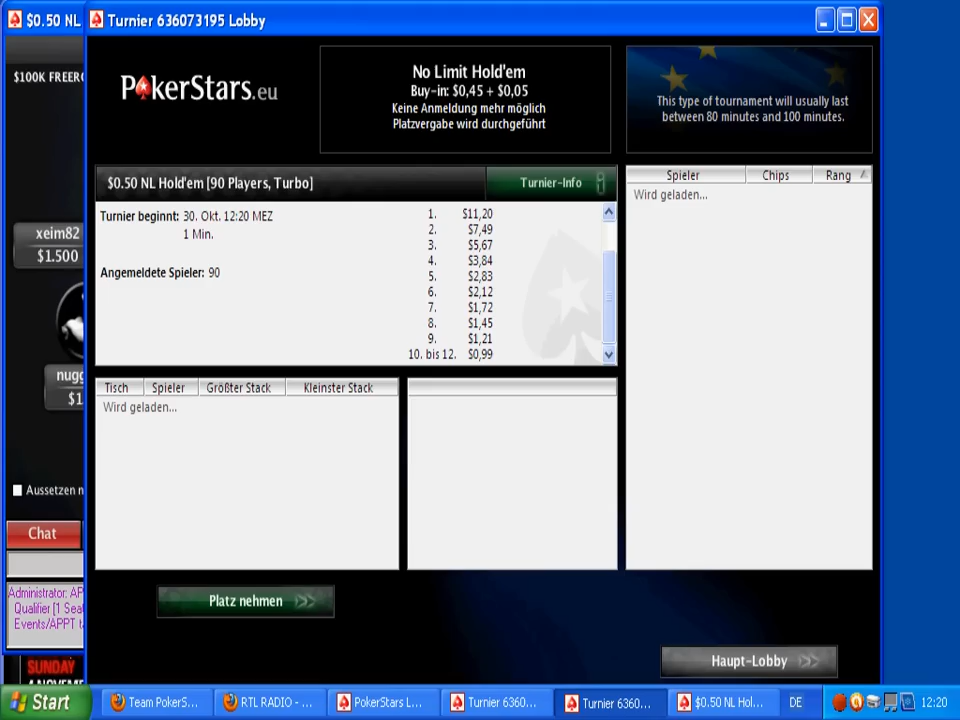 $0.50 NL
Turnier 636073195 Lobby
$100K FREER
xeim82
$1.500
nugg
$1
Aussetzen n
Chat
Administrator: AP
Qualifier [1 Sea
Events/APPT t
SUNDAY
PokerStars.eu
No Limit Hold'em
Buy-in: $0,45 + $0,05
Keine Anmeldung mehr möglich
Platzvergabe wird durchgeführt
This type of tournament will usually last
between 80 minutes and 100 minutes.
$0.50 NL Hold'em [90 Players, Turbo]
Turnier-Info
Turnier beginnt: 30. Okt. 12:20 MEZ
1 Min.
Angemeldete Spieler: 90
1. $11,20
2. $7,49
3. $5,67
4. $3,84
5. $2,83
6. $2,12
7. $1,72
8. $1,45
9. $1,21
10. bis 12. $0,99
Spieler Chips Rang
Wird geladen...
Tisch Spieler Größter Stack Kleinster Stack
Wird geladen...
Platz nehmen
Haupt-Lobby
Start
Team PokerS...
RTL RADIO - ...
PokerStars L...
Turnier 6360...
Turnier 6360...
$0.50 NL Hol...
DE
12:20